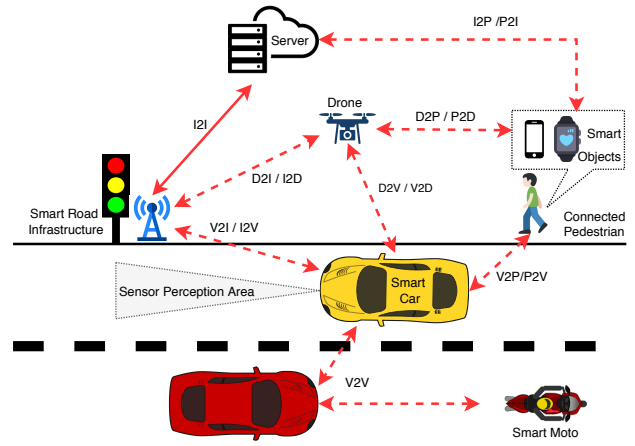 I2P /P2I
Server
I2I
Drone
D2P / P2D
Smart
Objects
D2I / I2D
D2V / V2D
Smart Road
Infrastructure
V2I / I2V
Connected
Pedestrian
Sensor Perception Area
Smart
Car
V2P/P2V
V2V
Smart Moto